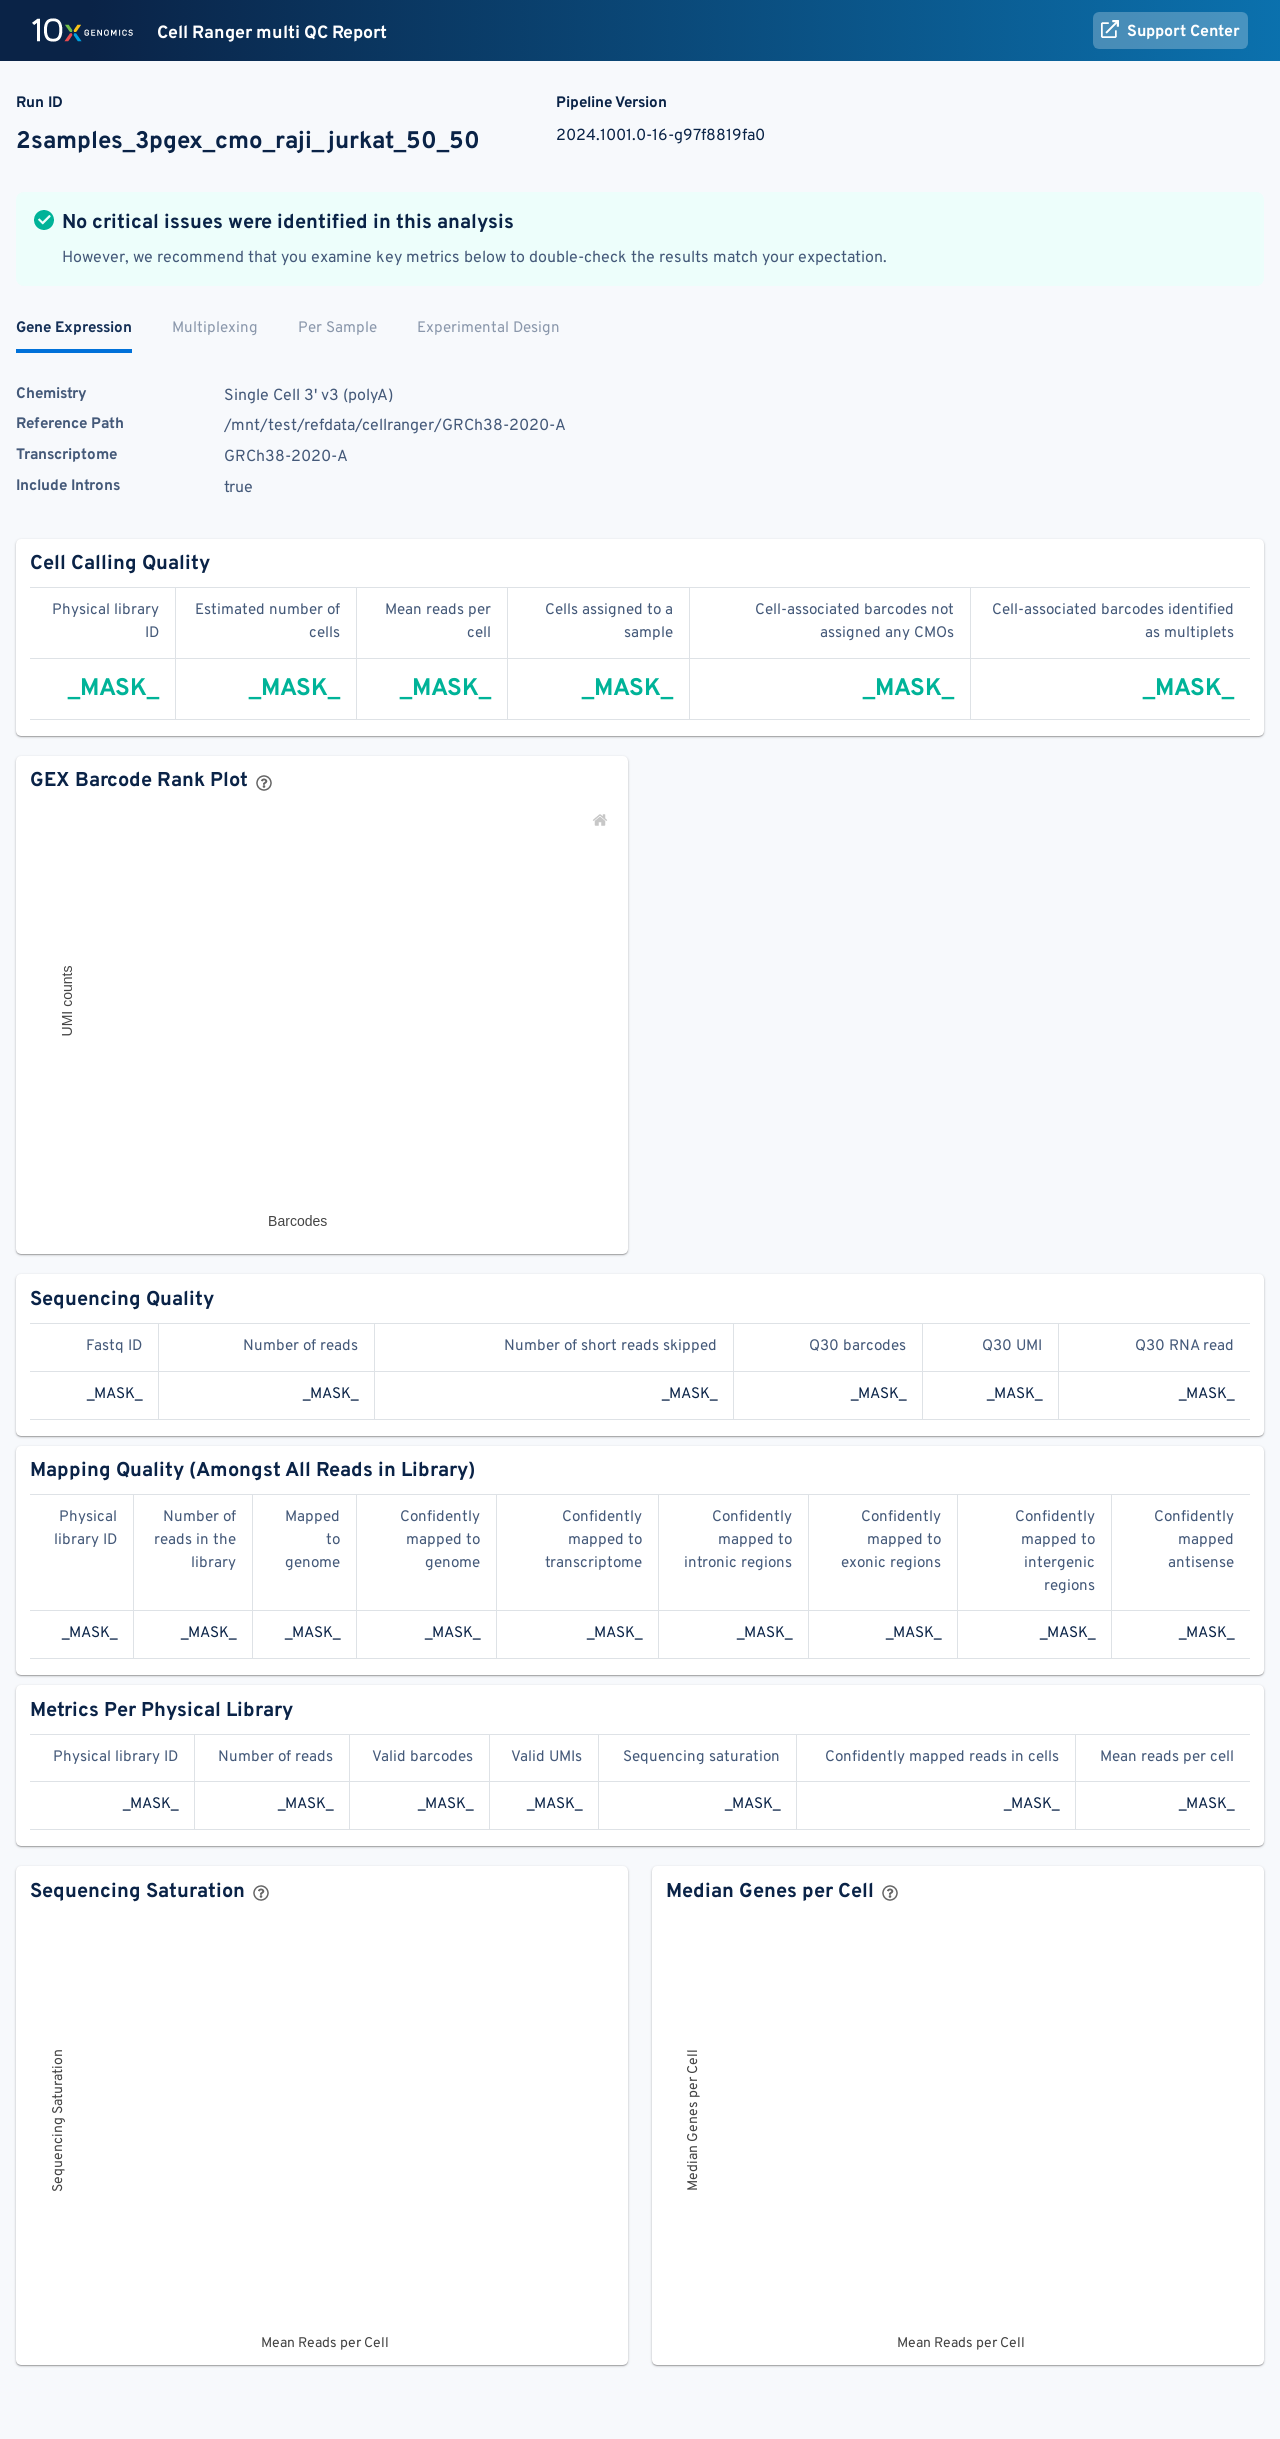 10x GENOMICS Cell Ranger multi QC Report Support Center
Run ID Pipeline Version
2samples_3pgex_cmo_raji_jurkat_50_50 2024.1001.0-16-g97f8819fa0
No critical issues were identified in this analysis
However, we recommend that you examine key metrics below to double-check the results match your expectation.
Gene Expression Multiplexing Per Sample Experimental Design
Chemistry Single Cell 3' v3 (polyA)
Reference Path /mnt/test/refdata/cellranger/GRCh38-2020-A
Transcriptome GRCh38-2020-A
Include Introns true
Cell Calling Quality
Physical library Estimated number of Mean reads per Cells assigned to a Cell-associated barcodes not Cell-associated barcodes identified
ID cells cell sample assigned any CMOs as multiplets
_MASK_ _MASK_ _MASK_ _MASK_ _MASK_ _MASK_
GEX Barcode Rank Plot
UMI counts
Barcodes
Sequencing Quality
Fastq ID Number of reads Number of short reads skipped Q30 barcodes Q30 UMI Q30 RNA read
_MASK_ _MASK_ _MASK_ _MASK_ _MASK_ _MASK_
Mapping Quality (Amongst All Reads in Library)
Physical Number of Mapped Confidently Confidently Confidently Confidently Confidently Confidently
library ID reads in the to mapped to mapped to mapped to mapped to mapped to mapped
library genome genome transcriptome intronic regions exonic regions intergenic antisense
regions
_MASK_ _MASK_ _MASK_ _MASK_ _MASK_ _MASK_ _MASK_ _MASK_ _MASK_
Metrics Per Physical Library
Physical library ID Number of reads Valid barcodes Valid UMIs Sequencing saturation Confidently mapped reads in cells Mean reads per cell
_MASK_ _MASK_ _MASK_ _MASK_ _MASK_ _MASK_ _MASK_
Sequencing Saturation Median Genes per Cell
Sequencing Saturation Median Genes per Cell
Mean Reads per Cell Mean Reads per Cell